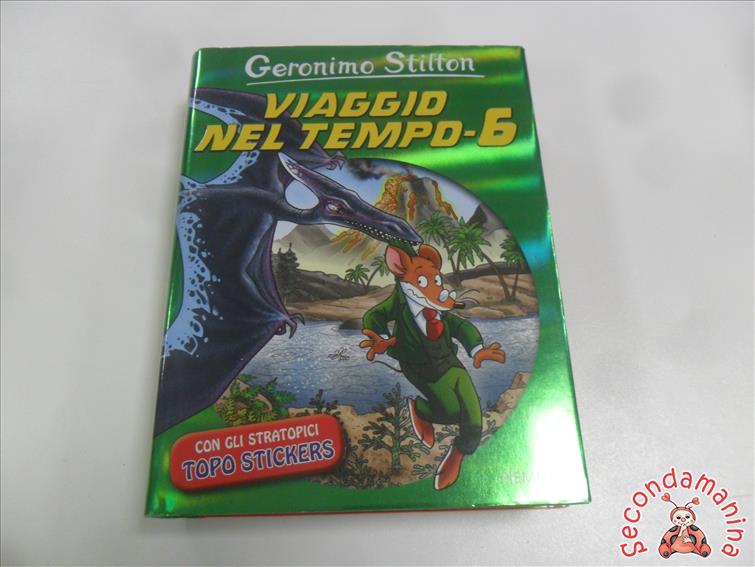 Geronimo Stilton
VIAGGIO
NEL TEMPO-6
CON GLI STRATOPICI
TOPO STICKERS
Secondamanina